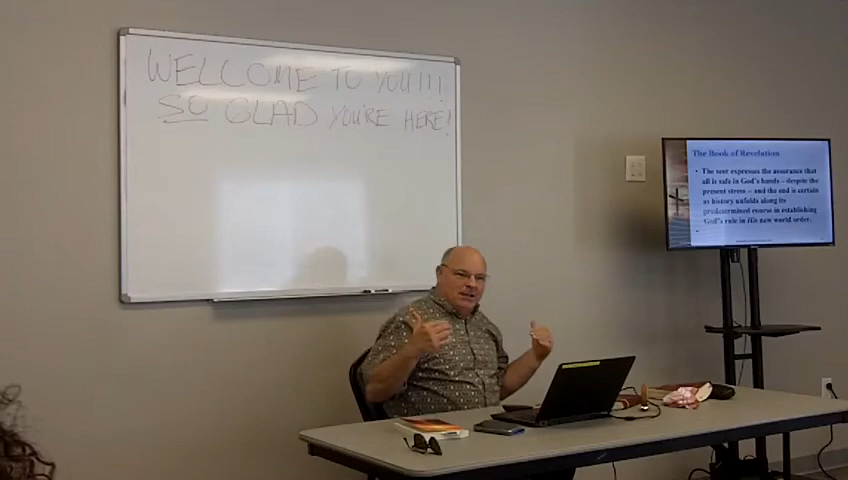 WELCOME TO YOU!!!
SO GLAD YOU'RE HERE!
The Book of Revelation
• The seer expresses the assurance that
all is safe in God's hands – despite the
present stress – and the end is certain
as history unfolds along its
predetermined course in establishing
God's rule in His new world order.